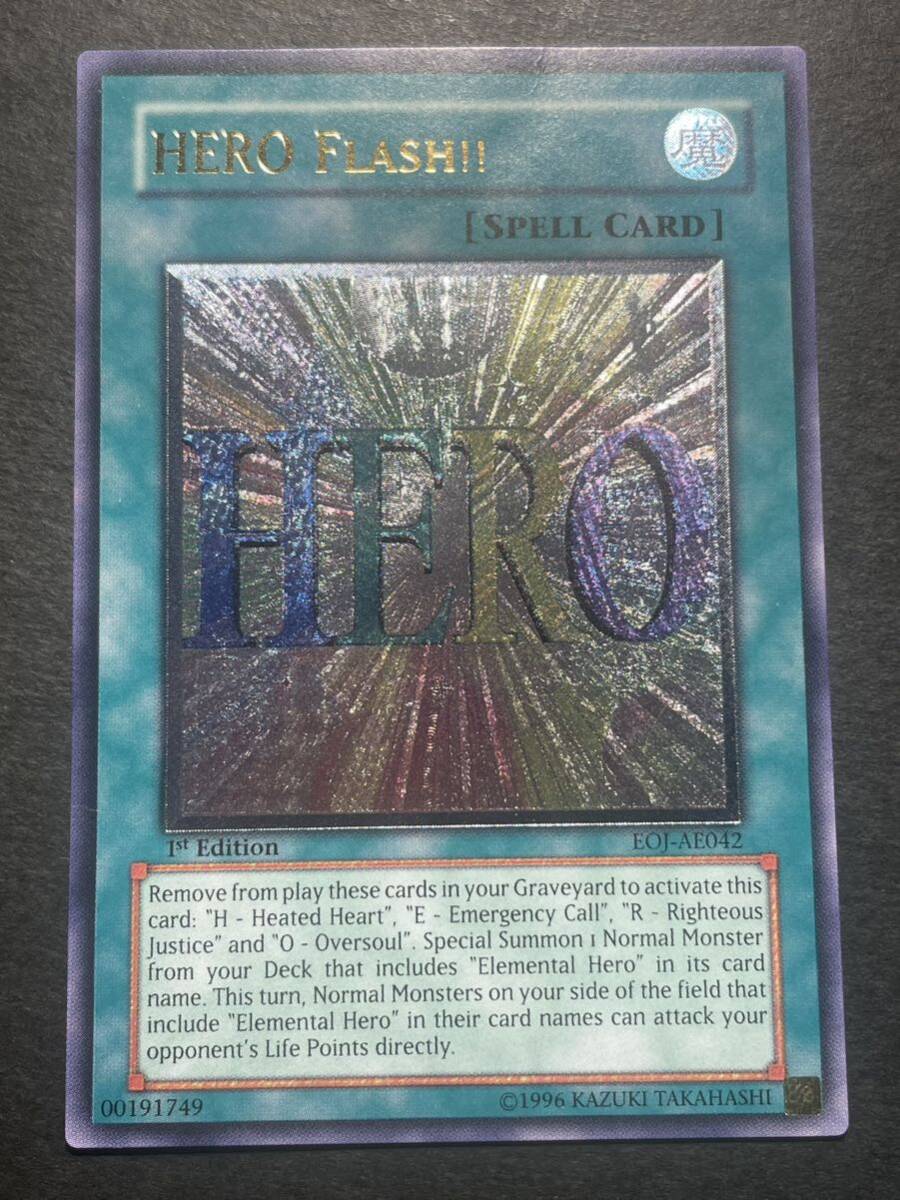 HERO FLASH!!
魔
[SPELL CARD]
HERO
1st Edition
EOJ-AE042
Remove from play these cards in your Graveyard to activate this
card: "H - Heated Heart", "E - Emergency Call", "R - Righteous
Justice" and "O - Oversoul". Special Summon 1 Normal Monster
from your Deck that includes "Elemental Hero" in its card
name. This turn, Normal Monsters on your side of the field that
include "Elemental Hero" in their card names can attack your
opponent's Life Points directly.
00191749
©1996 KAZUKI TAKAHASHI